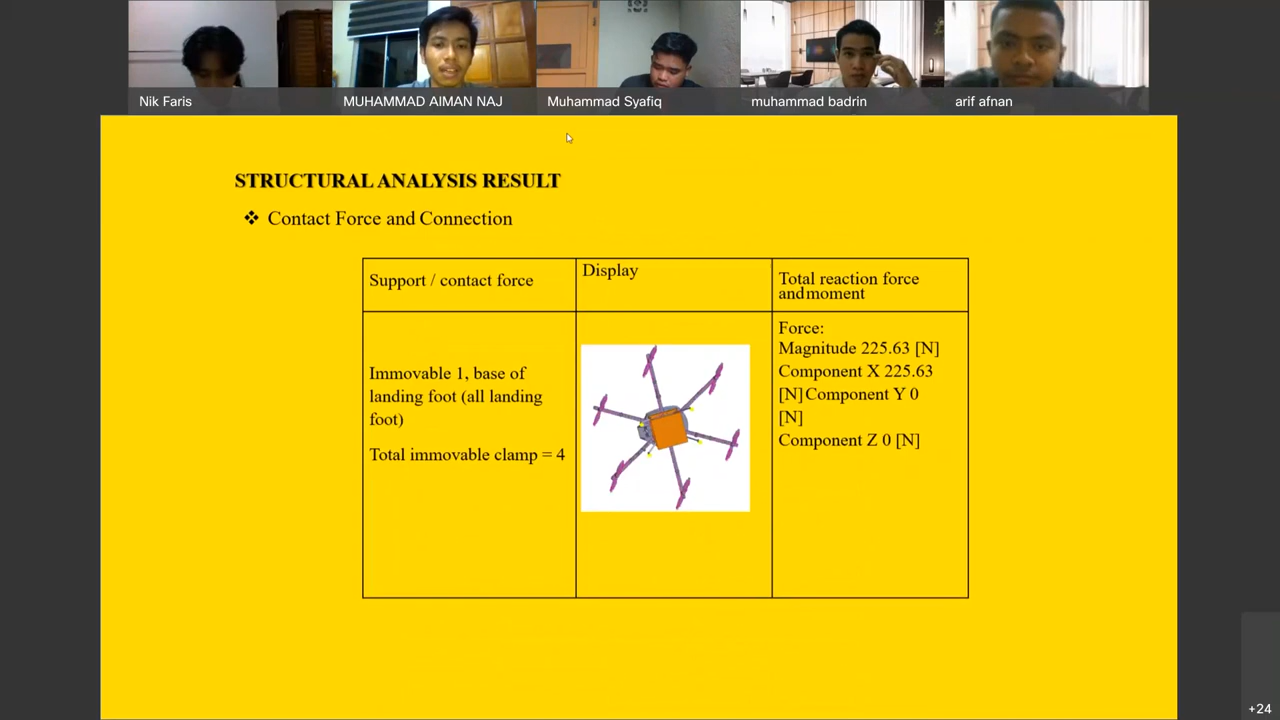 Nik Faris
MUHAMMAD AIMAN NAJ
Muhammad Syafiq
muhammad badrin
arif afnan
STRUCTURAL ANALYSIS RESULT
❖ Contact Force and Connection
Support / contact force
Display
Total reaction force
andmoment
Immovable 1, base of
landing foot (all landing
foot)
Total immovable clamp = 4
Force:
Magnitude 225.63 [N]
Component X 225.63
[N]Component Y 0
[N]
Component Z 0 [N]
+24